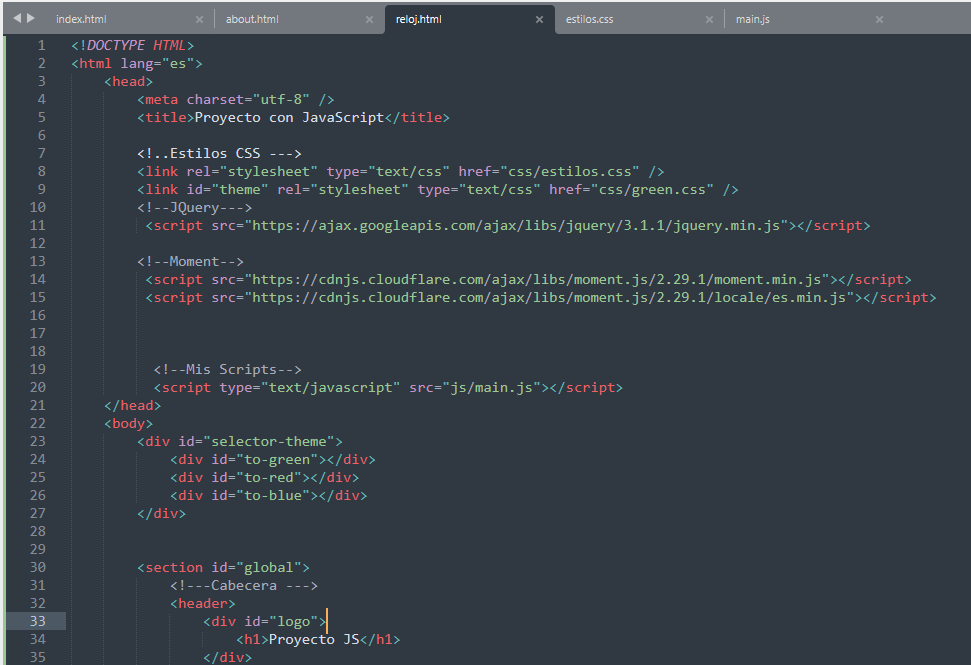 index.html × about.html × reloj.html × estilos.css × main.js ×
1 <!DOCTYPE HTML>
2 <html lang="es">
3 <head>
4 <meta charset="utf-8" />
5 <title>Proyecto con JavaScript</title>
6
7 <!..Estilos CSS --->
8 <link rel="stylesheet" type="text/css" href="css/estilos.css" />
9 <link id="theme" rel="stylesheet" type="text/css" href="css/green.css" />
10 <!--JQuery--->
11 <script src="https://ajax.googleapis.com/ajax/libs/jquery/3.1.1/jquery.min.js"></script>
12
13 <!--Moment-->
14 <script src="https://cdnjs.cloudflare.com/ajax/libs/moment.js/2.29.1/moment.min.js"></script>
15 <script src="https://cdnjs.cloudflare.com/ajax/libs/moment.js/2.29.1/locale/es.min.js"></script>
16
17
18
19 <!--Mis Scripts-->
20 <script type="text/javascript" src="js/main.js"></script>
21 </head>
22 <body>
23 <div id="selector-theme">
24 <div id="to-green"></div>
25 <div id="to-red"></div>
26 <div id="to-blue"></div>
27 </div>
28
29
30 <section id="global">
31 <!---Cabecera --->
32 <header>
33 <div id="logo">
34 <h1>Proyecto JS</h1>
35 </div>